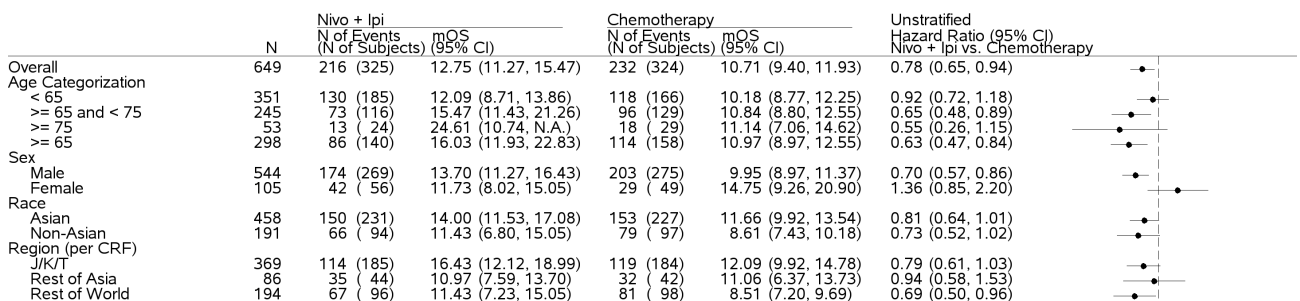 Nivo + Ipi Chemotherapy Unstratified
N of Events mOS N of Events mOS Hazard Ratio (95% CI)
N (N of Subjects) (95% CI) (N of Subjects) (95% CI) Nivo + Ipi vs. Chemotherapy
Overall 649 216 (325) 12.75 (11.27, 15.47) 232 (324) 10.71 (9.40, 11.93) 0.78 (0.65, 0.94)
Age Categorization
< 65 351 130 (185) 12.09 (8.71, 13.86) 118 (166) 10.18 (8.77, 12.25) 0.92 (0.72, 1.18)
>= 65 and < 75 245 73 (116) 15.47 (11.43, 21.26) 96 (129) 10.84 (8.80, 12.55) 0.65 (0.48, 0.89)
>= 75 53 13 ( 24) 24.61 (10.74, N.A.) 18 ( 29) 11.14 (7.06, 14.62) 0.55 (0.26, 1.15)
>= 65 298 86 (140) 16.03 (11.93, 22.83) 114 (158) 10.97 (8.97, 12.55) 0.63 (0.47, 0.84)
Sex
Male 544 174 (269) 13.70 (11.27, 16.43) 203 (275) 9.95 (8.97, 11.37) 0.70 (0.57, 0.86)
Female 105 42 ( 56) 11.73 (8.02, 15.05) 29 ( 49) 14.75 (9.26, 20.90) 1.36 (0.85, 2.20)
Race
Asian 458 150 (231) 14.00 (11.53, 17.08) 153 (227) 11.66 (9.92, 13.54) 0.81 (0.64, 1.01)
Non-Asian 191 66 ( 94) 11.43 (6.80, 15.05) 79 ( 97) 8.61 (7.43, 10.18) 0.73 (0.52, 1.02)
Region (per CRF)
J/K/T 369 114 (185) 16.43 (12.12, 18.99) 119 (184) 12.09 (9.92, 14.78) 0.79 (0.61, 1.03)
Rest of Asia 86 35 ( 44) 10.97 (7.59, 13.70) 32 ( 42) 11.06 (6.37, 13.73) 0.94 (0.58, 1.53)
Rest of World 194 67 ( 96) 11.43 (7.23, 15.05) 81 ( 98) 8.51 (7.20, 9.69) 0.69 (0.50, 0.96)